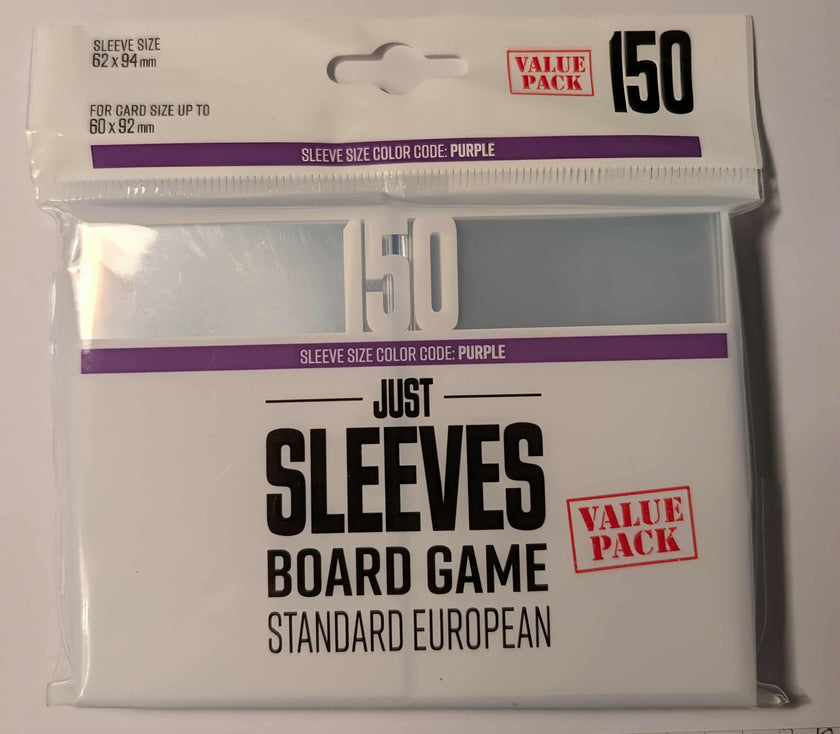 SLEEVE SIZE
62 x 94 mm
FOR CARD SIZE UP TO
60 x 92 mm
VALUE
PACK
150
SLEEVE SIZE COLOR CODE: PURPLE
150
SLEEVE SIZE COLOR CODE: PURPLE
JUST
SLEEVES
BOARD GAME
STANDARD EUROPEAN
VALUE
PACK